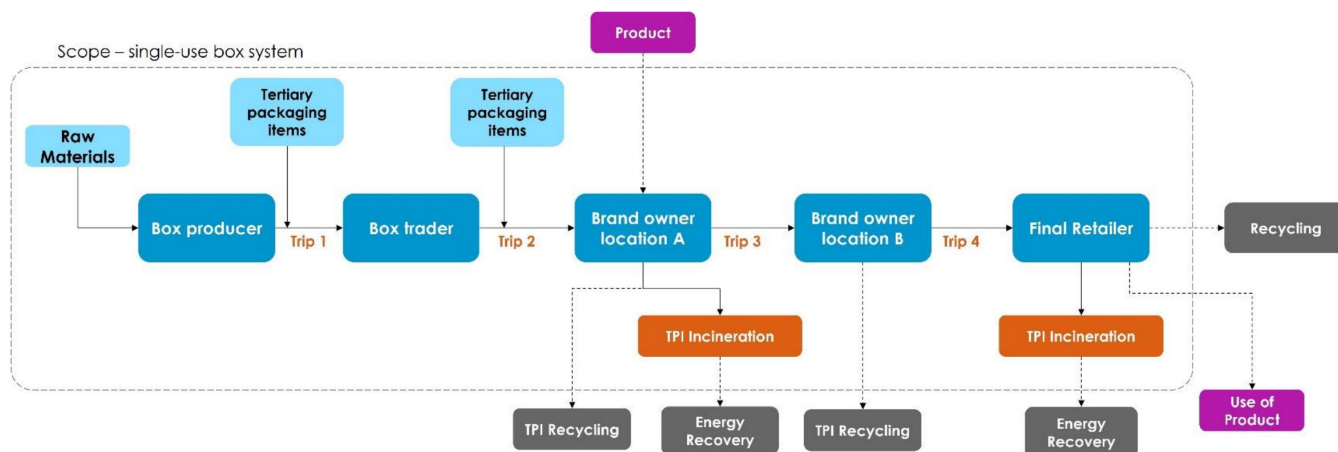 Product
Scope – single-use box system
Tertiary
packaging
items
Tertiary
packaging
items
Raw
Materials
Box producer
Trip 1
Box trader
Trip 2
Brand owner
location A
Trip 3
Brand owner
location B
Trip 4
Final Retailer
Recycling
TPI Incineration
TPI Incineration
TPI Recycling
Energy
Recovery
TPI Recycling
Energy
Recovery
Use of
Product